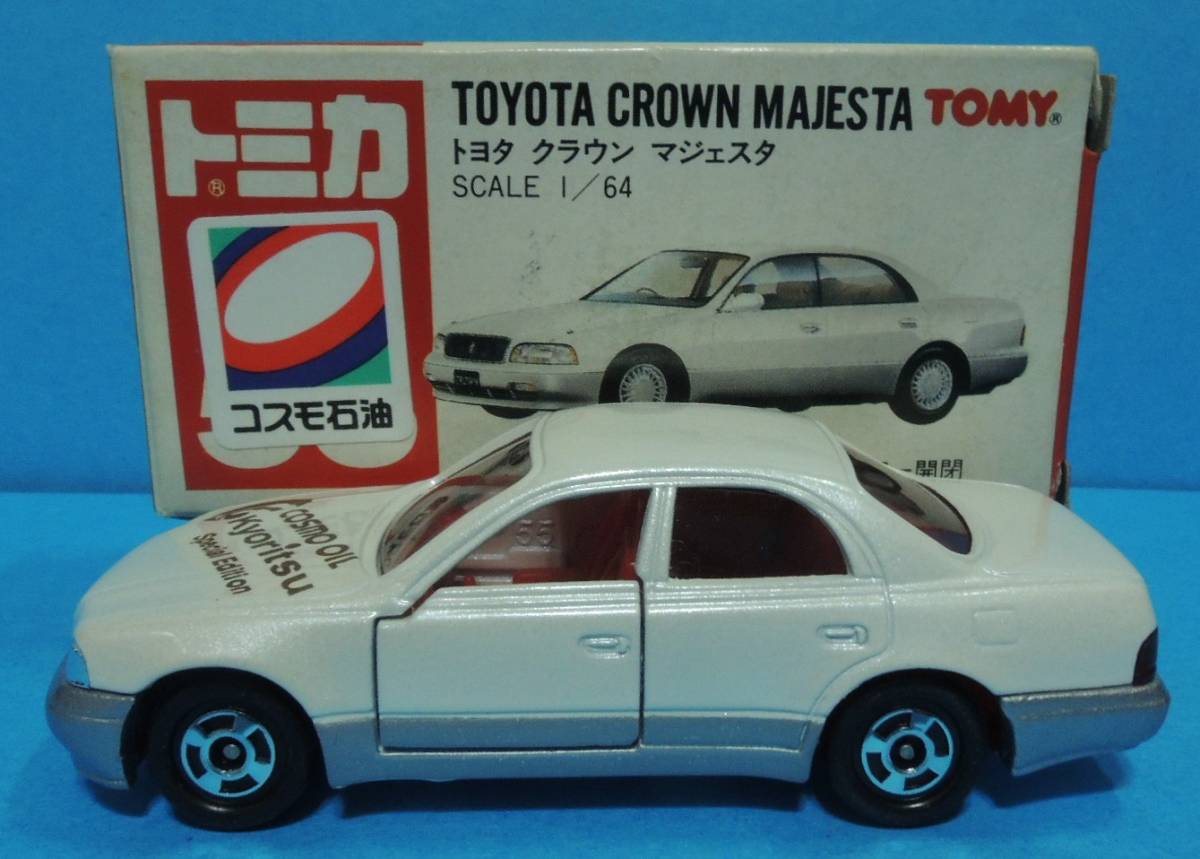 トミカ®
TOYOTA CROWN MAJESTA TOMY®
トヨタ クラウン マジェスタ
SCALE 1/64
コスモ石油
開閉
cosmo OIL
Kyoritsu
Special Edition
55